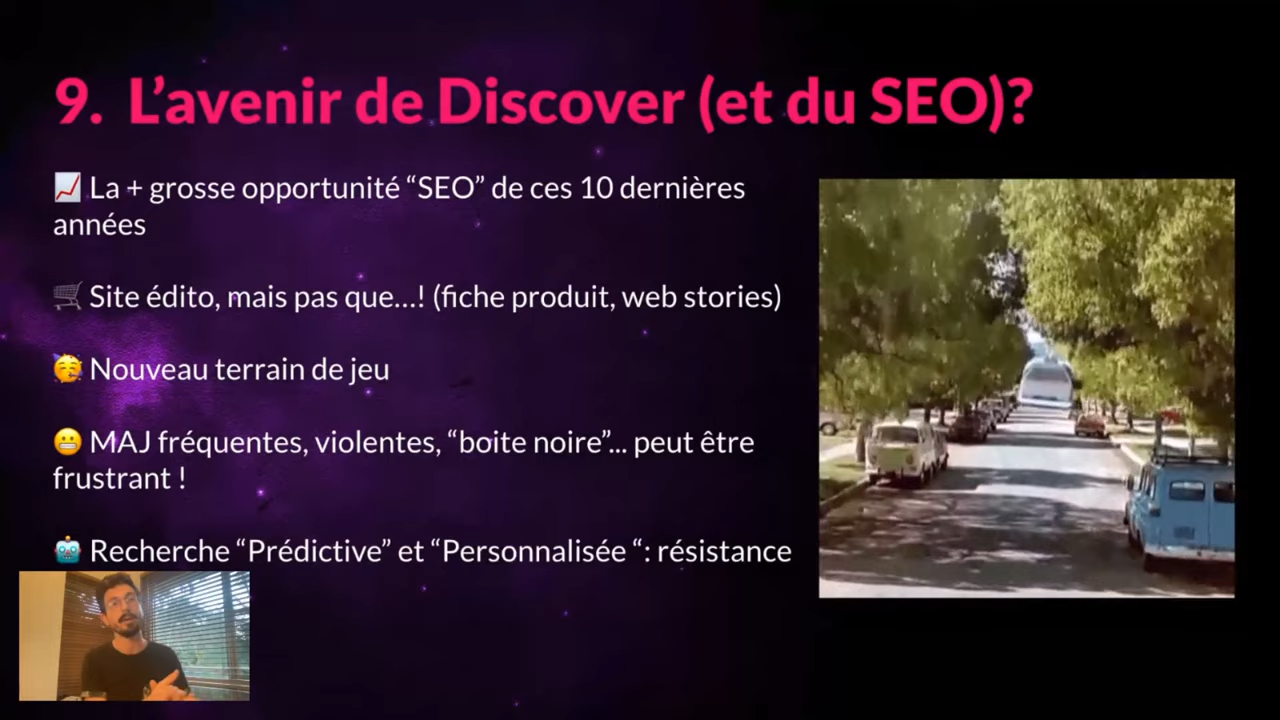 9. L’avenir de Discover (et du SEO)?
📈 La + grosse opportunité “SEO” de ces 10 dernières
années
🛒 Site édito, mais pas que...! (fiche produit, web stories)
🥳 Nouveau terrain de jeu
😬 MAJ fréquentes, violentes, “boite noire”... peut être
frustrant !
🤖 Recherche “Prédictive” et “Personnalisée “: résistance